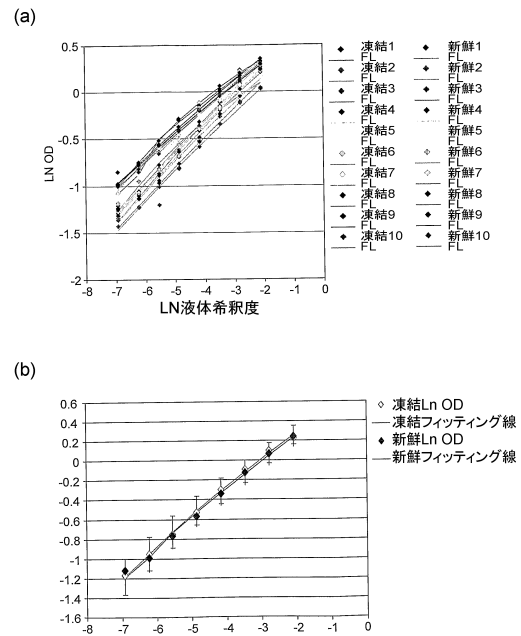 (a)
0.5
0
-0.5
-1
-1.5
-2
LN OD
-8 -7 -6 -5 -4 -3 -2 -1 0
LN液体希釈度
凍結1 新鮮1
FL FL
凍結2 新鮮2
FL FL
凍結3 新鮮3
FL FL
凍結4 新鮮4
FL FL
凍結5 新鮮5
FL FL
凍結6 新鮮6
FL FL
凍結7 新鮮7
FL FL
凍結8 新鮮8
FL FL
凍結9 新鮮9
FL FL
凍結10 新鮮10
FL FL
(b)
0.6
0.4
0.2
0
-0.2
-0.4
-0.6
-0.8
-1
-1.2
-1.4
-1.6
-8 -7 -6 -5 -4 -3 -2 -1 0
凍結Ln OD
凍結フィッティング線
新鮮Ln OD
新鮮フィッティング線